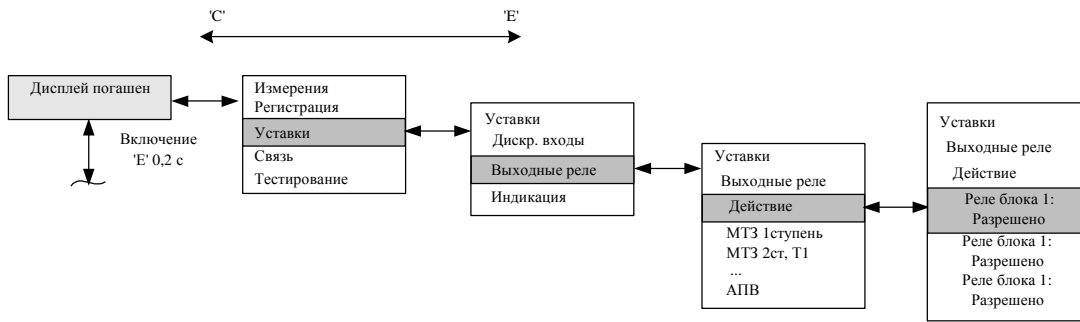 'C' 'E'
Дисплей погашен
Включение
'E' 0,2 с
Измерения
Регистрация
Уставки
Связь
Тестирование
Уставки
Дискр. входы
Выходные реле
Индикация
Уставки
Выходные реле
Действие
МТЗ 1ступень
МТЗ 2ст, Т1
...
АПВ
Уставки
Выходные реле
Действие
Реле блока 1:
Разрешено
Реле блока 1:
Разрешено
Реле блока 1:
Разрешено